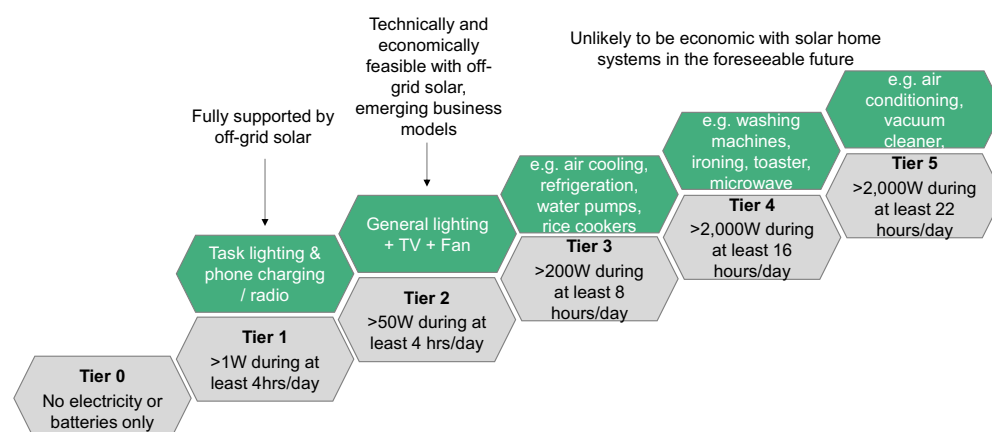 Technically and
economically
feasible with off-
grid solar,
emerging business
models
Unlikely to be economic with solar home
systems in the foreseeable future
Fully supported by
off-grid solar
Task lighting &
phone charging
/ radio
General lighting
+ TV + Fan
e.g. air cooling,
refrigeration,
water pumps,
rice cookers
e.g. washing
machines,
ironing, toaster,
microwave
e.g. air
conditioning,
vacuum
cleaner,
Tier 0
No electricity or
batteries only
Tier 1
>1W during at
least 4hrs/day
Tier 2
>50W during at
least 4 hrs/day
Tier 3
>200W during
at least 8
hours/day
Tier 4
>2,000W during
at least 16
hours/day
Tier 5
>2,000W during
at least 22
hours/day